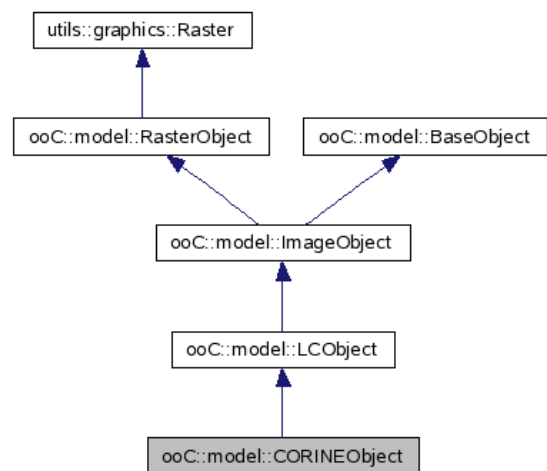 utils::graphics::Raster
ooC::model::RasterObject
ooC::model::BaseObject
ooC::model::ImageObject
ooC::model::LCObject
ooC::model::CORINEObject